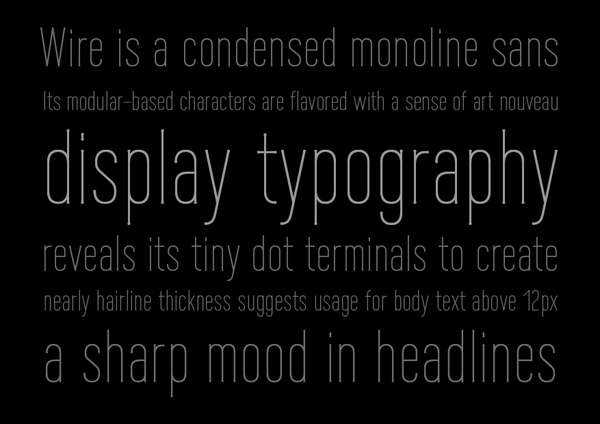 Wire is a condensed monoline sans
Its modular-based characters are flavored with a sense of art nouveau
display typography
reveals its tiny dot terminals to create
nearly hairline thickness suggests usage for body text above 12px
a sharp mood in headlines